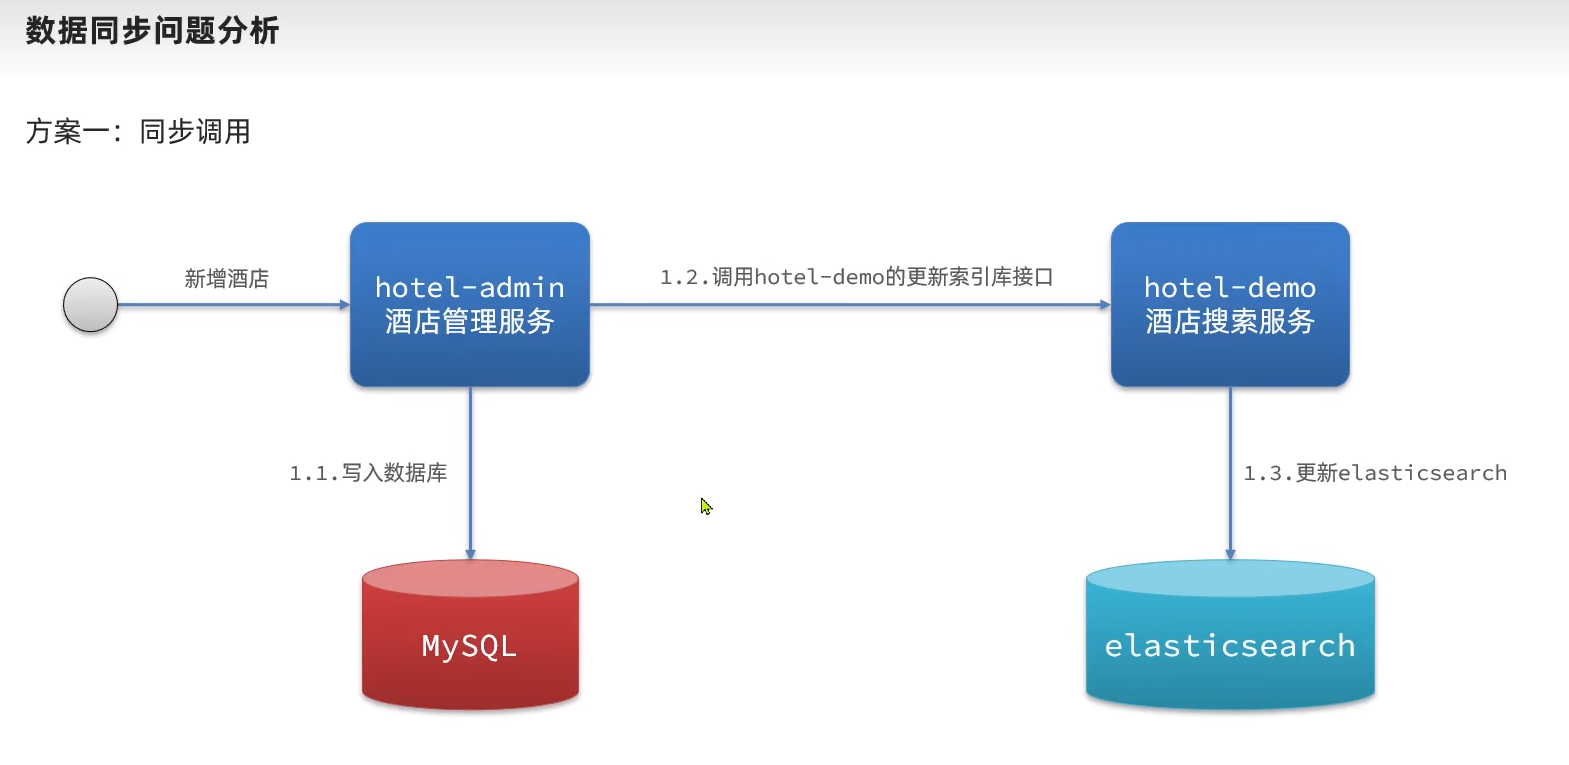 数据同步问题分析
方案一：同步调用
新增酒店
hotel-admin
酒店管理服务
1.2.调用hotel-demo的更新索引库接口
hotel-demo
酒店搜索服务
1.1.写入数据库
1.3.更新elasticsearch
MySQL
elasticsearch